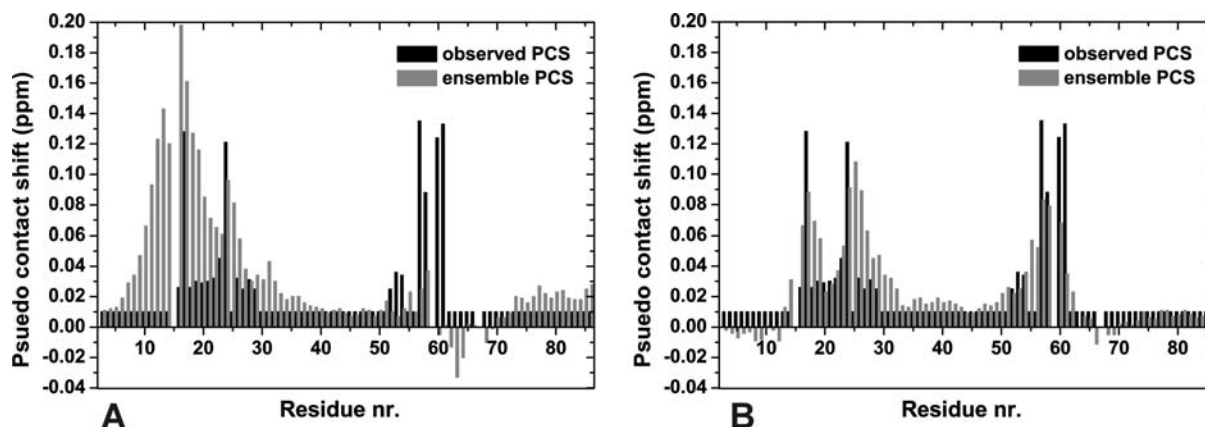 Psuedo contact shift (ppm)
0.20
0.18
0.16
0.14
0.12
0.10
0.08
0.06
0.04
0.02
0.00
-0.02
-0.04
observed PCS
ensemble PCS
10 20 30 40 50 60 70 80
A
Residue nr.
Psuedo contact shift (ppm)
0.20
0.18
0.16
0.14
0.12
0.10
0.08
0.06
0.04
0.02
0.00
-0.02
-0.04
observed PCS
ensemble PCS
10 20 30 40 50 60 70 80
B
Residue nr.